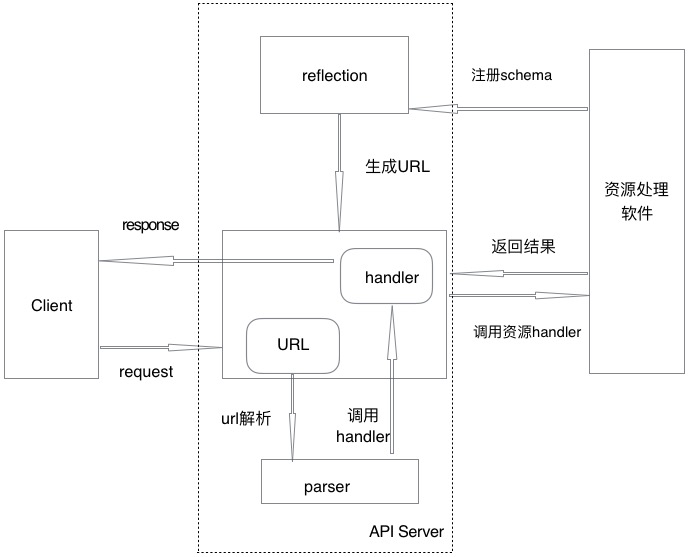 reflection
注册schema
生成URL
资源处理
软件
response
返回结果
handler
Client
调用资源handler
URL
request
url解析
调用
handler
parser
API Server